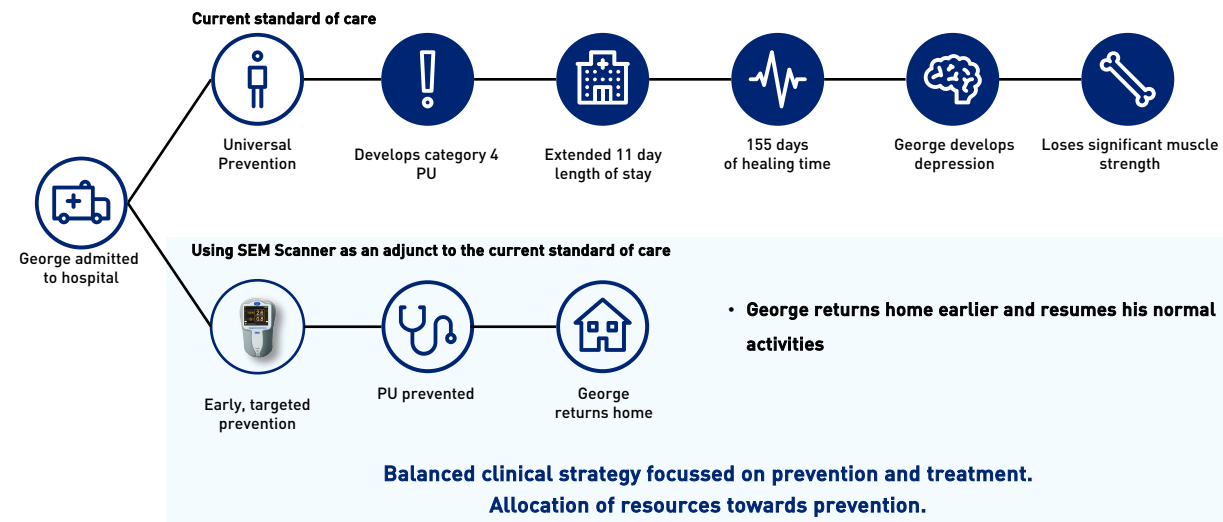 Current standard of care
Universal
Prevention
Develops category 4
PU
Extended 11 day
length of stay
155 days
of healing time
George develops
depression
Loses significant muscle
strength
George admitted
to hospital
Using SEM Scanner as an adjunct to the current standard of care
Early, targeted
prevention
PU prevented
George
returns home
• George returns home earlier and resumes his normal
activities
Balanced clinical strategy focussed on prevention and treatment.
Allocation of resources towards prevention.